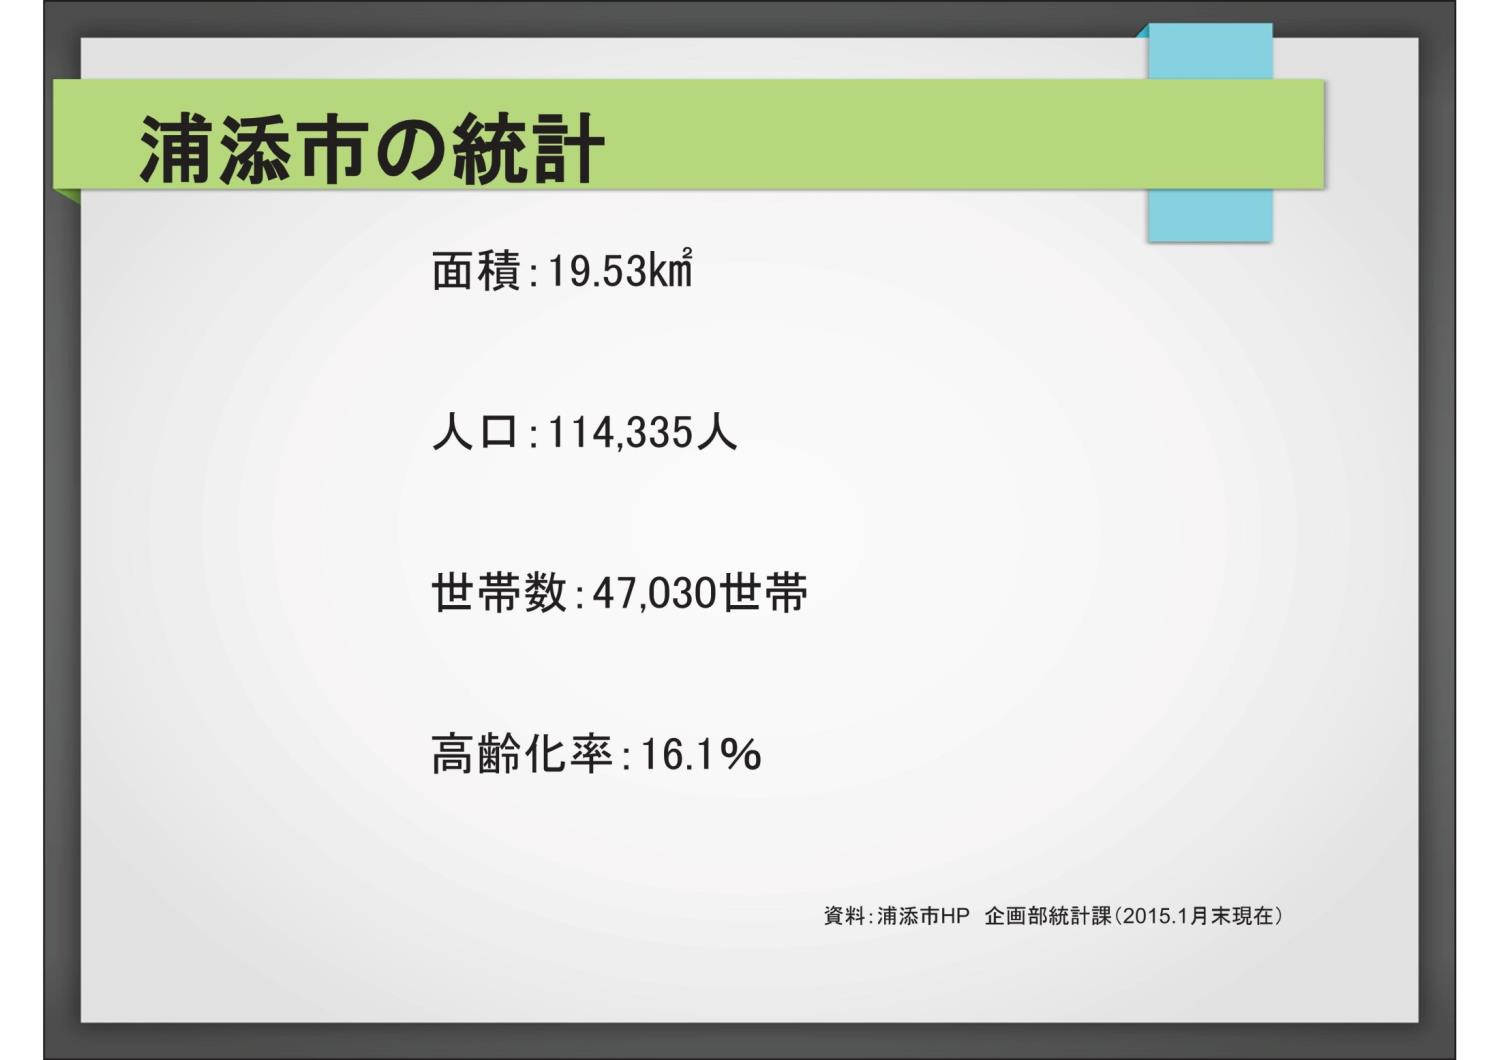 浦添市の統計
面積：19.53㎢
人口：114,335人
世帯数：47,030世帯
高齢化率：16.1％
資料：浦添市HP　企画部統計課（2015.1月末現在）